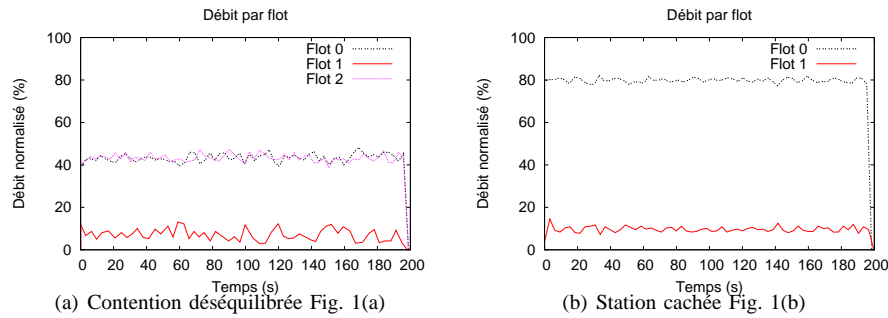 Débit par flot
100
80
60
40
20
0
Débit normalisé (%)
Flot 0
Flot 1
Flot 2
0 20 40 60 80 100 120 140 160 180 200
Temps (s)
(a) Contention déséquilibrée Fig. 1(a)
Débit par flot
100
80
60
40
20
0
Débit normalisé (%)
Flot 0
Flot 1
0 20 40 60 80 100 120 140 160 180 200
Temps (s)
(b) Station cachée Fig. 1(b)